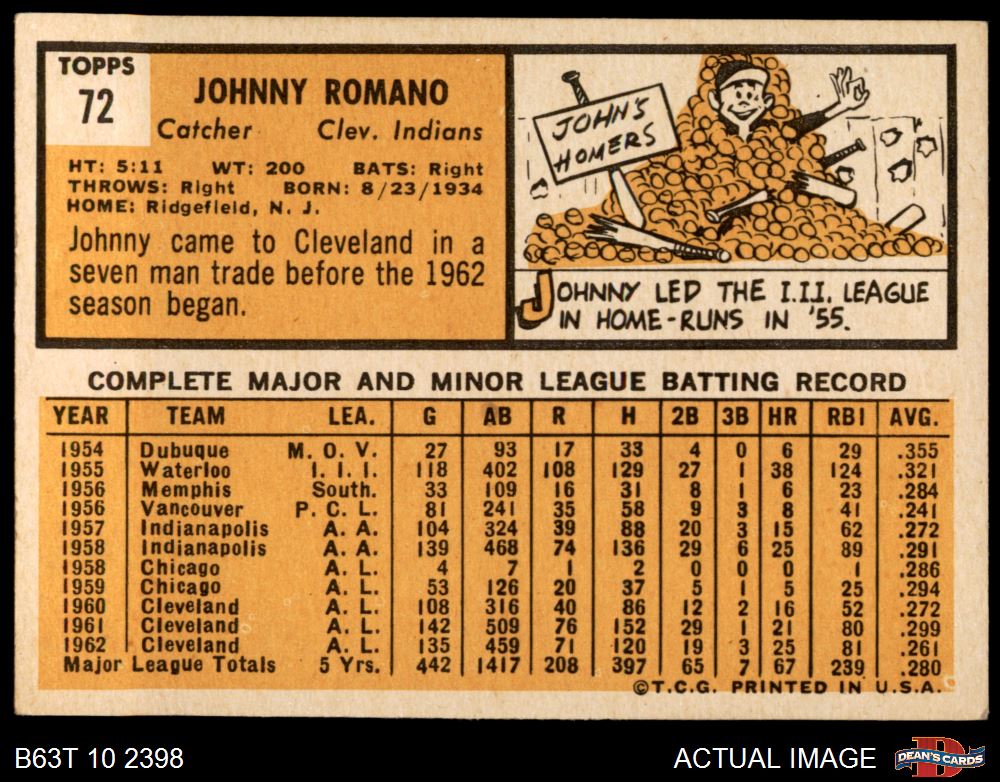 TOPPS
72
JOHNNY ROMANO
Catcher Clev. Indians
HT: 5:11 WT: 200 BATS: Right
THROWS: Right BORN: 8/23/1934
HOME: Ridgefield, N. J.
Johnny came to Cleveland in a
seven man trade before the 1962
season began.
JOHN'S
HOMERS
JOHNNY LED THE I.I.I. LEAGUE
IN HOME-RUNS IN '55.
COMPLETE MAJOR AND MINOR LEAGUE BATTING RECORD
YEAR TEAM LEA. G AB R H 2B 3B HR RBI AVG.
1954 Dubuque M. O. V. 27 93 17 33 4 0 6 29 .355
1955 Waterloo I. I. I. 118 402 108 129 27 1 38 124 .321
1956 Memphis South. 33 109 16 31 8 1 6 23 .284
1956 Vancouver P. C. L. 81 241 35 58 9 3 8 41 .241
1957 Indianapolis A. A. 104 324 39 88 20 3 15 62 .272
1958 Indianapolis A. A. 139 468 74 136 29 6 25 89 .291
1958 Chicago A. L. 4 7 1 2 0 0 0 1 .286
1959 Chicago A. L. 53 126 20 37 5 1 5 25 .294
1960 Cleveland A. L. 108 316 40 86 12 2 16 52 .272
1961 Cleveland A. L. 142 509 76 152 29 1 21 80 .299
1962 Cleveland A. L. 135 459 71 120 19 3 25 81 .261
Major League Totals 5 Yrs. 442 1417 208 397 65 7 67 239 .280
©T.C.G. PRINTED IN U.S.A.
B63T 10 2398 ACTUAL IMAGE
D
DEAN'S CARDS